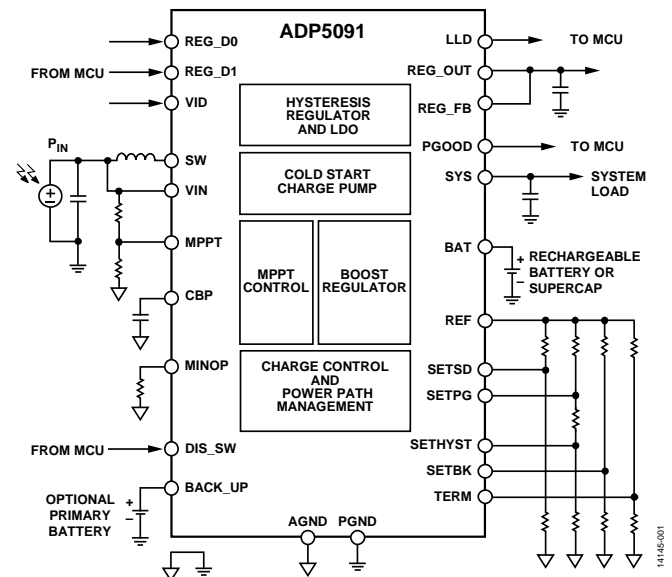 ADP5091
REG_D0
FROM MCU
REG_D1
VID
P_IN
SW
VIN
MPPT
CBP
MINOP
FROM MCU
DIS_SW
BACK_UP
OPTIONAL
PRIMARY
BATTERY
+
–
HYSTERESIS
REGULATOR
AND LDO
COLD START
CHARGE PUMP
MPPT
CONTROL
BOOST
REGULATOR
CHARGE CONTROL
AND
POWER PATH
MANAGEMENT
AGND
PGND
LLD
TO MCU
REG_OUT
REG_FB
PGOOD
TO MCU
SYS
SYSTEM
LOAD
BAT
+
–
RECHARGEABLE
BATTERY OR
SUPERCAP
REF
SETSD
SETPG
SETHYST
SETBK
TERM
14145-001